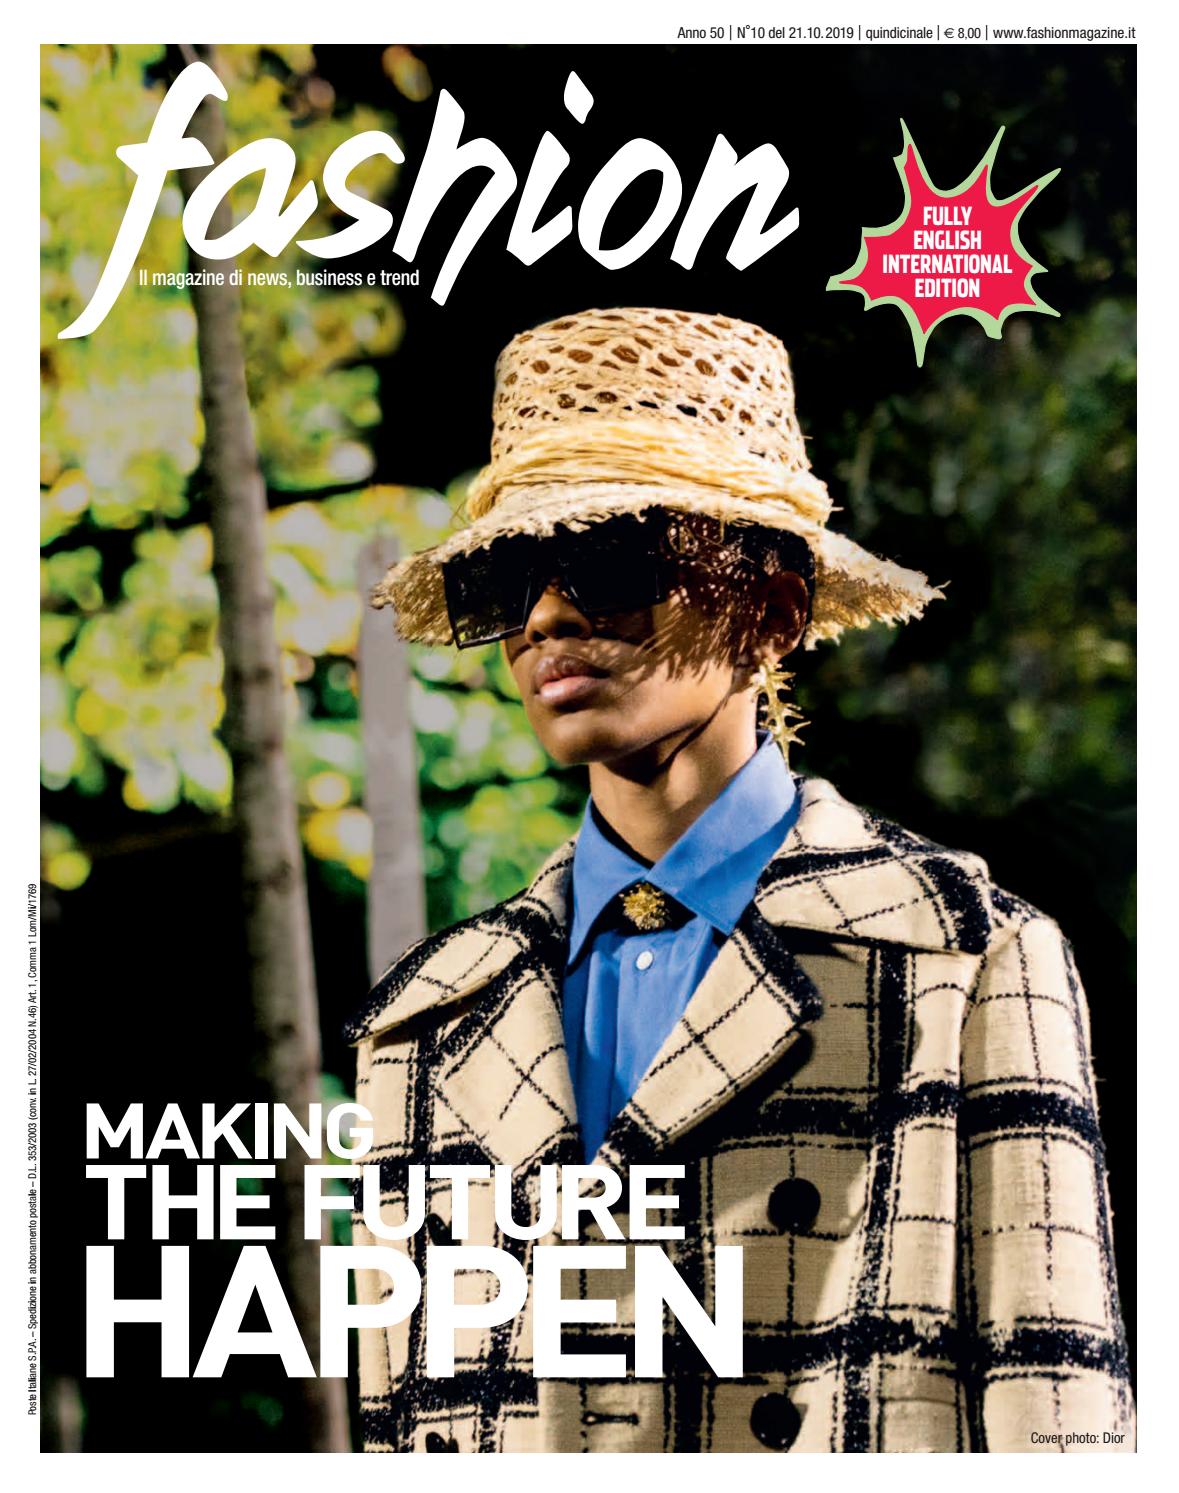 Anno 50 | N°10 del 21.10.2019 | quindicinale | € 8,00 | www.fashionmagazine.it
fashion
Il magazine di news, business e trend
FULLY
ENGLISH
INTERNATIONAL
EDITION
Poste Italiane S.P.A. – Spedizione in abbonamento postale – D.L. 353/2003 (conv. in L. 27/02/2004 N.46) Art. 1, Comma 1 Lom/Mi/1769
MAKING
THE FUTURE
HAPPEN
Cover photo: Dior